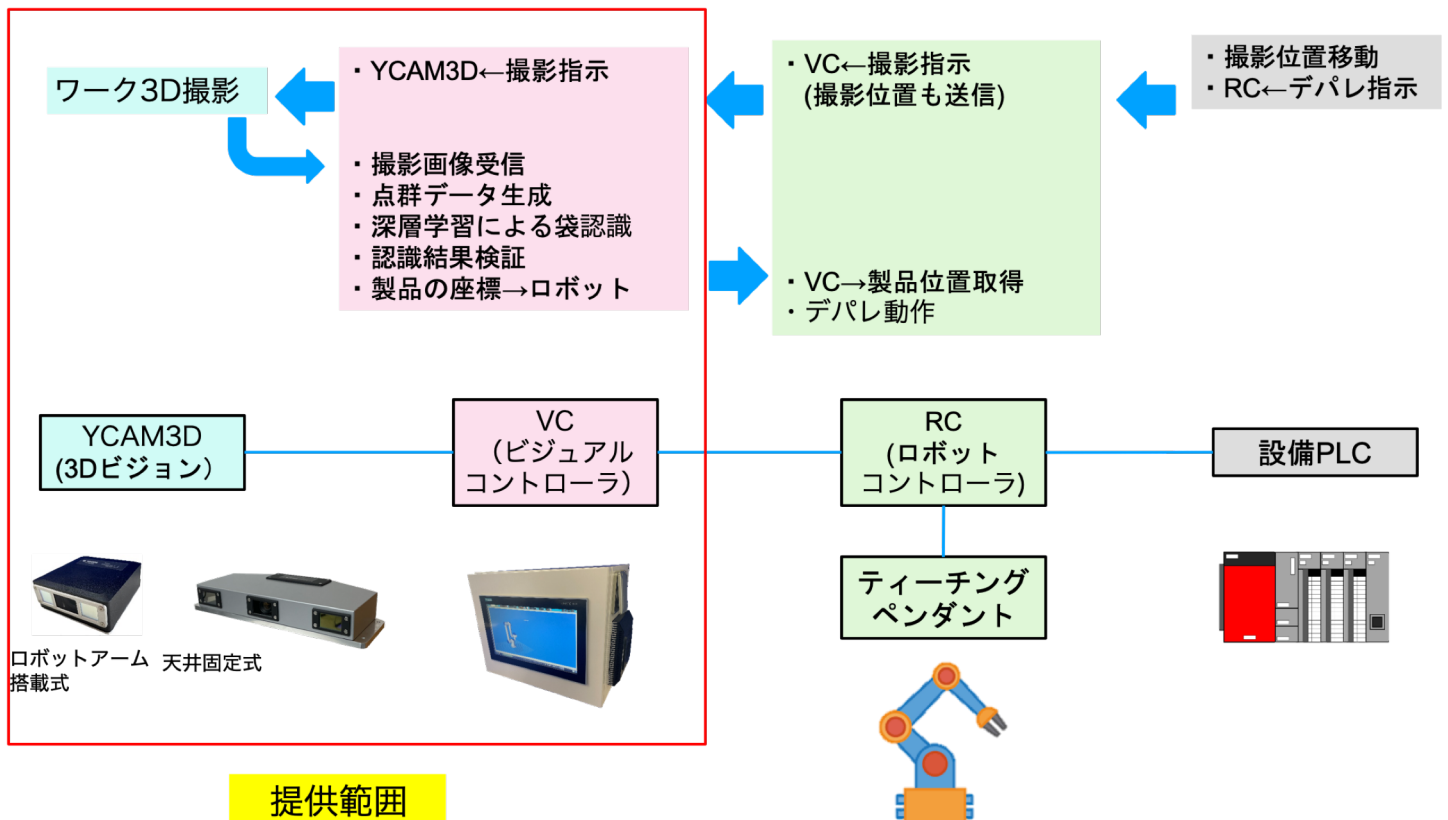 ワーク3D撮影
・YCAM3D←撮影指示
・撮影画像受信
・点群データ生成
・深層学習による袋認識
・認識結果検証
・製品の座標→ロボット
・VC←撮影指示
(撮影位置も送信)
・VC→製品位置取得
・デパレ動作
・撮影位置移動
・RC←デパレ指示
YCAM3D
(3Dビジョン）
VC
（ビジュアル
コントローラ）
RC
(ロボット
コントローラ)
設備PLC
ティーチング
ペンダント
ロボットアーム
搭載式
天井固定式
提供範囲